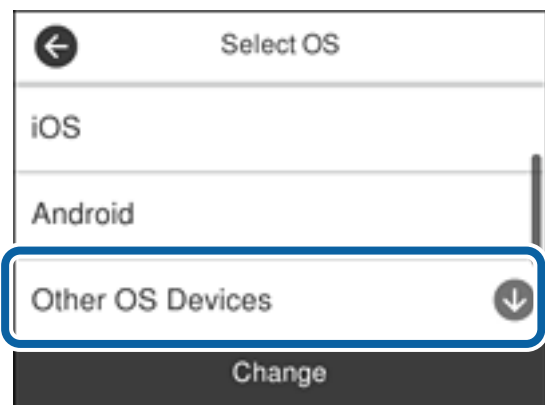 Select OS
iOS
Android
Other OS Devices
Change